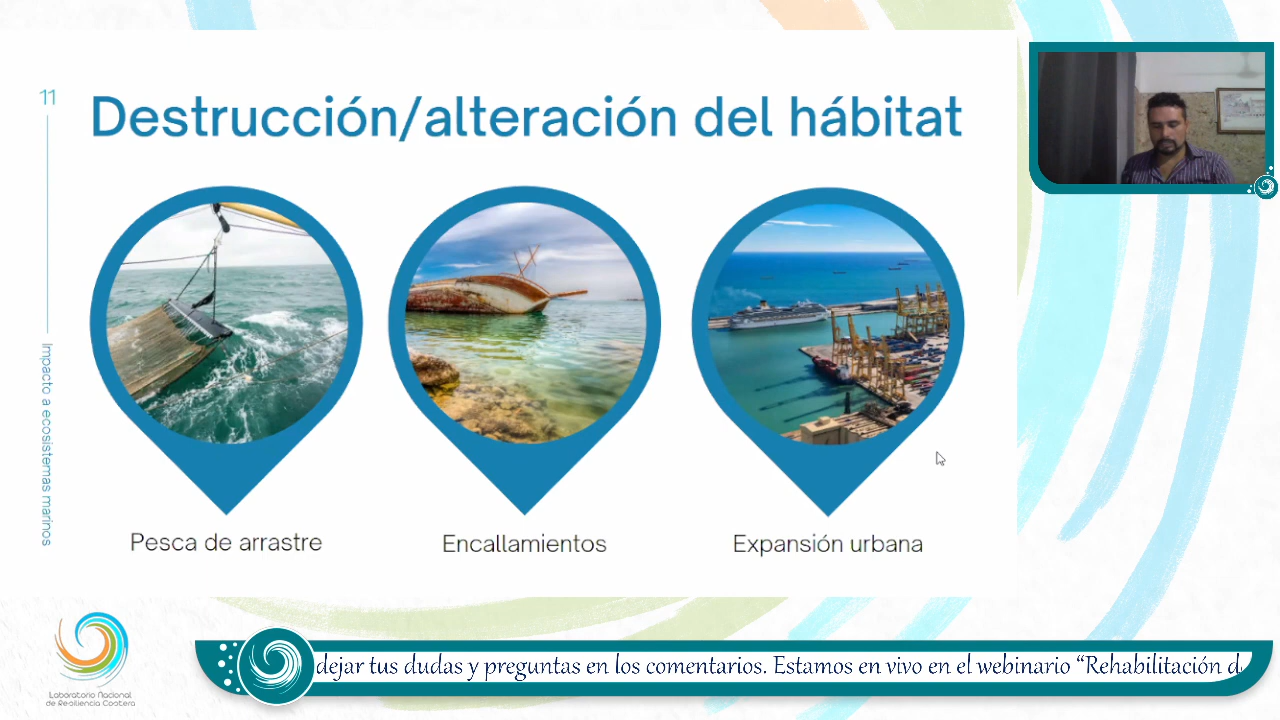 11
Destrucción/alteración del hábitat
Impacto a ecosistemas marinos
Pesca de arrastre
Encallamientos
Expansión urbana
Laboratorio Nacional
de Resiliencia Costera
dejar tus dudas y preguntas en los comentarios. Estamos en vivo en el webinario “Rehabilitación d